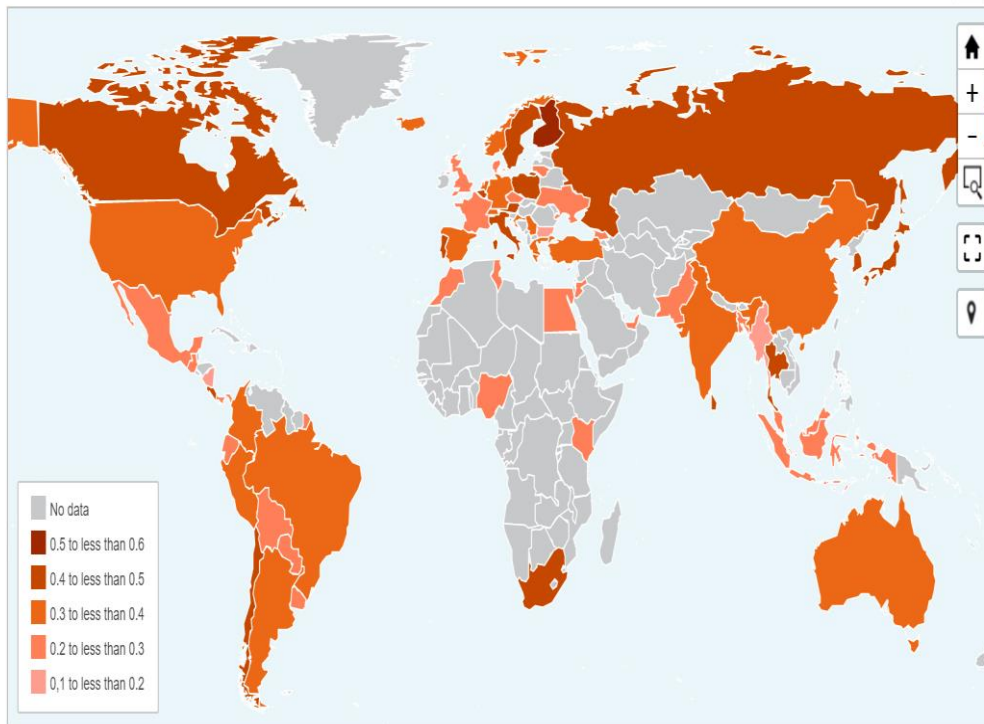 +
-
No data
0.5 to less than 0.6
0.4 to less than 0.5
0.3 to less than 0.4
0.2 to less than 0.3
0,1 to less than 0.2